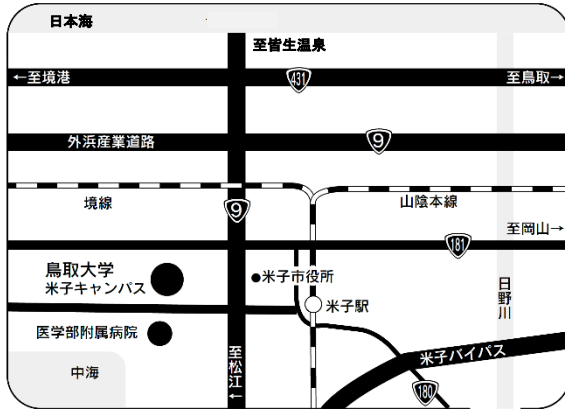 日本海
至皆生温泉
←至境港
431
至鳥取→
外浜産業道路
9
境線
9
山陰本線
至岡山→
181
鳥取大学
米子キャンパス
米子市役所
日野川
米子駅
医学部附属病院
至松江←
米子バイパス
中海
180